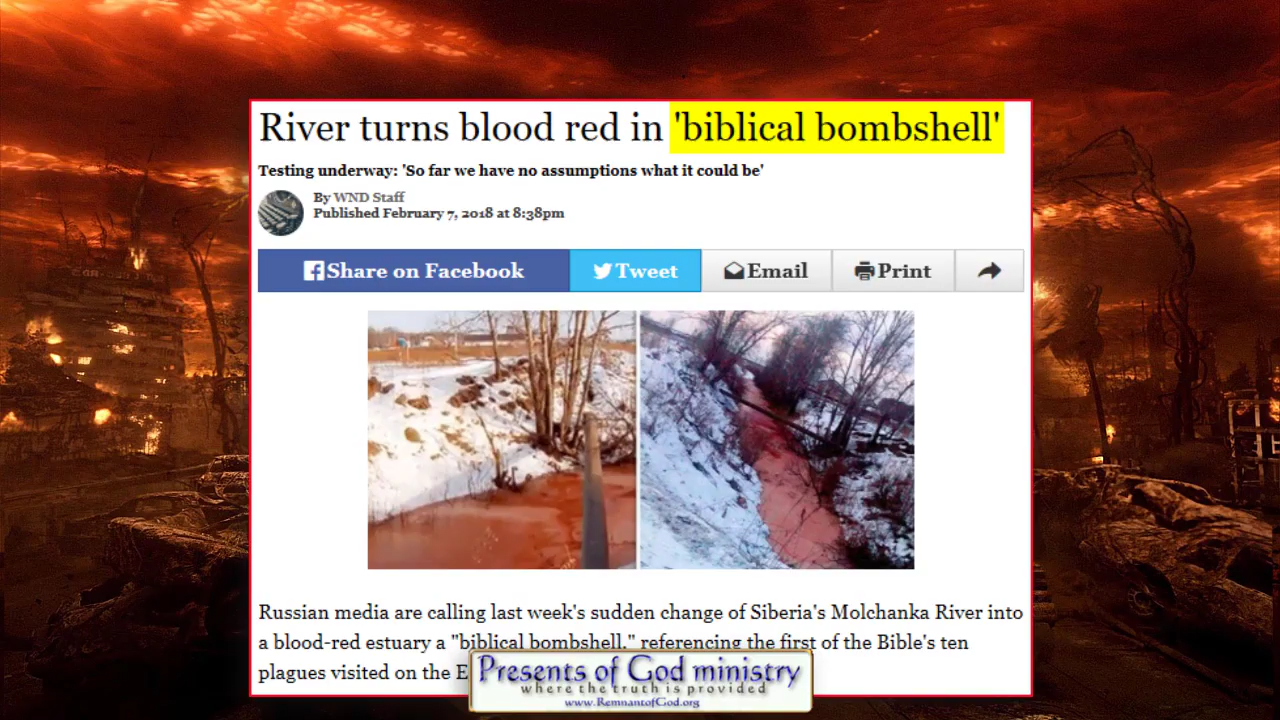 River turns blood red in 'biblical bombshell'
Testing underway: 'So far we have no assumptions what it could be'
By WND Staff
Published February 7, 2018 at 8:38pm
Share on Facebook
Tweet
Email
Print
Russian media are calling last week's sudden change of Siberia's Molchanka River into
a blood-red estuary a "biblical bombshell," referencing the first of the Bible's ten
plagues visited on the E
Presents of God ministry
where the truth is provided
www.RemnantofGod.org